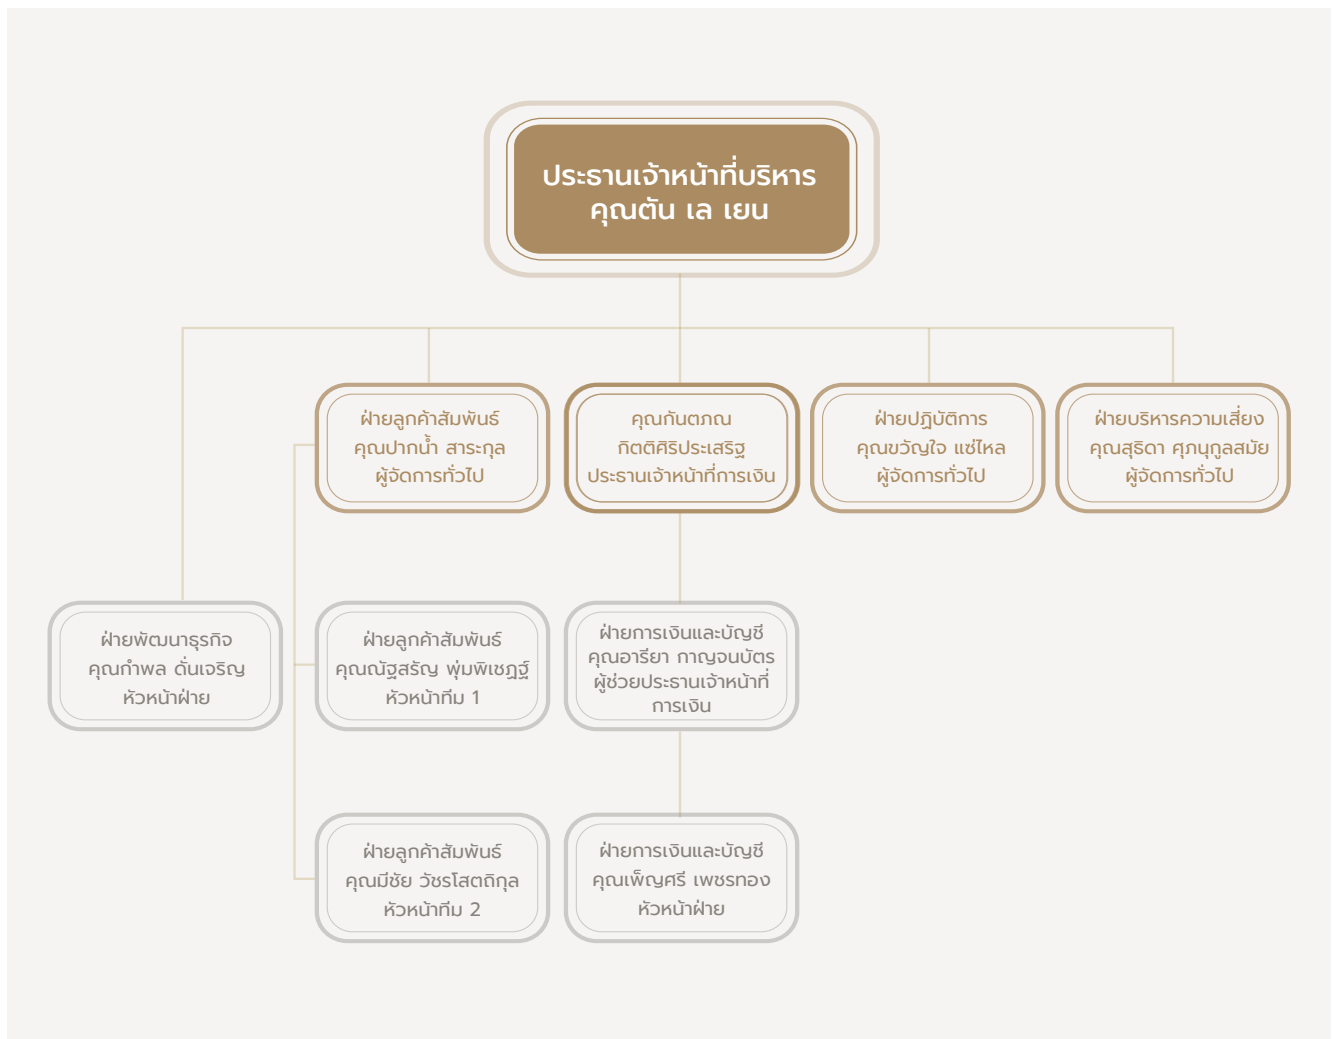 ประธานเจ้าหน้าที่บริหาร
คุณตัน เล เยน
ฝ่ายลูกค้าสัมพันธ์
คุณปากน้ำ สาระกุล
ผู้จัดการทั่วไป
คุณกันตภณ
กิตติศิริประเสริฐ
ประธานเจ้าหน้าที่การเงิน
ฝ่ายปฏิบัติการ
คุณขวัญใจ แซ่ไหล
ผู้จัดการทั่วไป
ฝ่ายบริหารความเสี่ยง
คุณสุธิดา ศุภนุกูลสมัย
ผู้จัดการทั่วไป
ฝ่ายพัฒนาธุรกิจ
คุณกำพล ดั่นเจริญ
หัวหน้าฝ่าย
ฝ่ายลูกค้าสัมพันธ์
คุณณัฐสรัญ พุ่มพิเชฏฐ์
หัวหน้าทีม 1
ฝ่ายการเงินและบัญชี
คุณอารียา กาญจนบัตร
ผู้ช่วยประธานเจ้าหน้าที่
การเงิน
ฝ่ายลูกค้าสัมพันธ์
คุณมีชัย วัชรโสตถิกุล
หัวหน้าทีม 2
ฝ่ายการเงินและบัญชี
คุณเพ็ญศรี เพชรทอง
หัวหน้าฝ่าย